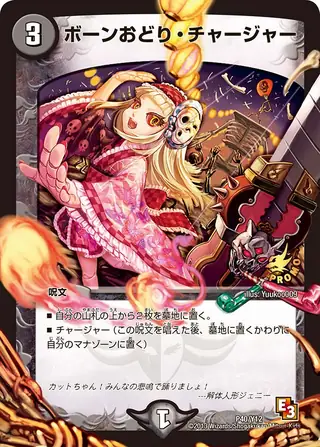 3
ボーンおどり・チャージャー
PROMO
illus. Yuukoo009
呪文
■ 自分の山札の上から2枚を墓地に置く。
■ チャージャー(この呪文を唱えた後、墓地に置くかわりに
自分のマナゾーンに置く)
カットちゃん!みんなの悲鳴で踊りましょ!
---解体人形ジェニー
P40/Y12
E3
©2013 Wizards/Shogakukan/Mitsui-Kids
1